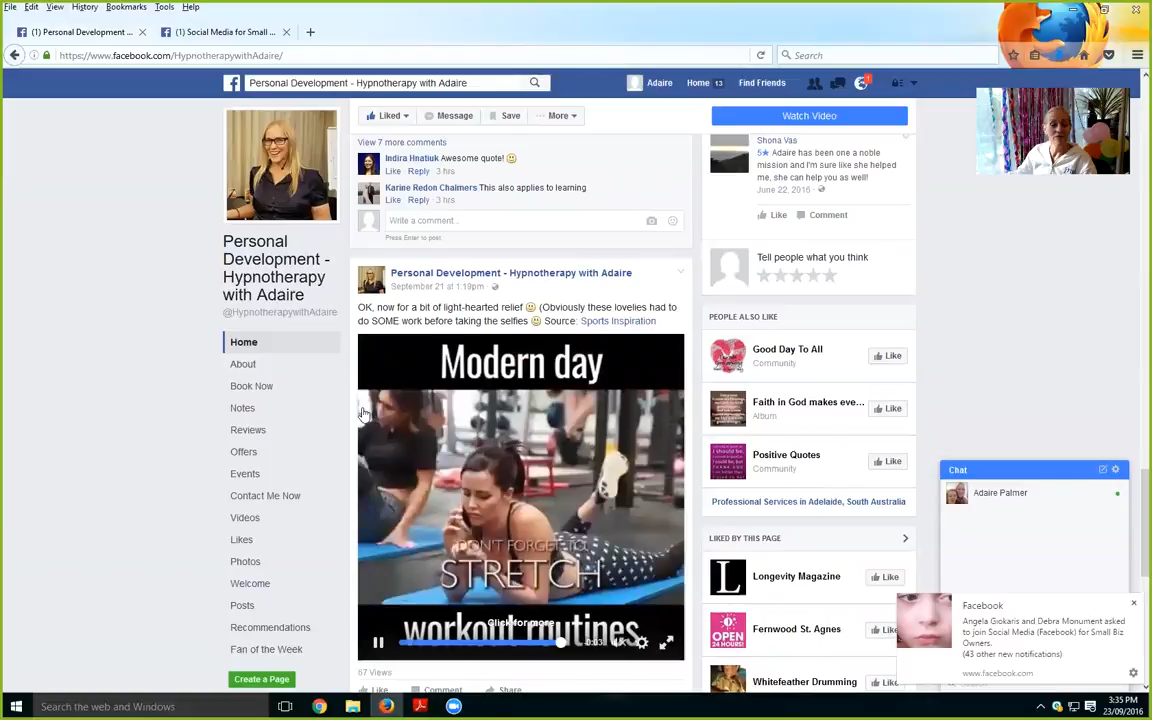 File Edit View History Bookmarks Tools Help
(1) Personal Development ...
(1) Social Media for Small ...
https://www.facebook.com/HypnotherapywithAdaire/
Search
Personal Development - Hypnotherapy with Adaire
Adaire Home 13 Find Friends
Liked Message Save More
Watch Video
View 7 more comments
Indira Hnatiuk Awesome quote!
Like Reply 3 hrs
Karine Redon Chalmers This also applies to learning
Like Reply 3 hrs
Write a comment...
Press Enter to post.
Personal
Development -
Hypnotherapy
with Adaire
@HypnotherapywithAdaire
Home
About
Book Now
Notes
Reviews
Offers
Events
Contact Me Now
Videos
Likes
Photos
Welcome
Posts
Recommendations
Fan of the Week
Create a Page
Personal Development - Hypnotherapy with Adaire
September 21 at 1:19pm
OK, now for a bit of light-hearted relief (Obviously these lovelies had to
do SOME work before taking the selfies Source: Sports Inspiration
Modern day
DON'T FORGET TO
STRETCH
Click for more
workout routines
-0:03
67 Views
Like Comment Share
Shona Vas
5★ Adaire has been one a noble
mission and I'm sure like she helped
me, she can help you as well!
June 22, 2016
Like Comment
Tell people what you think
PEOPLE ALSO LIKE
Good Day To All
Community
Like
Faith in God makes eve...
Album
Like
Positive Quotes
Community
Like
Professional Services in Adelaide, South Australia
LIKED BY THIS PAGE
L
Longevity Magazine
Like
OPEN
24 HOURS!
Fernwood St. Agnes
Like
Whitefeather Drumming
Like
Chat
Adaire Palmer
Facebook
Angela Gokaris and Debra Monument asked
to join Social Media (Facebook) for Small Biz
Owners.
(43 other new notifications)
www.facebook.com
Search the web and Windows
3:35 PM
23/09/2016